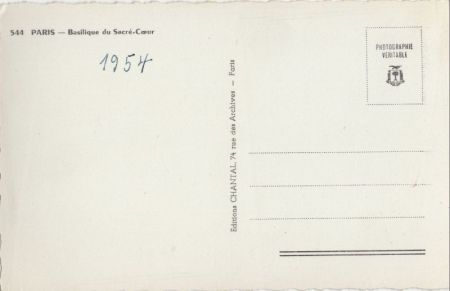 544 PARIS — Basilique du Sacré-Cœur
1954
Editions CHANTAL, 74 rue des Archives - Paris
PHOTOGRAPHIE
VÉRITABLE